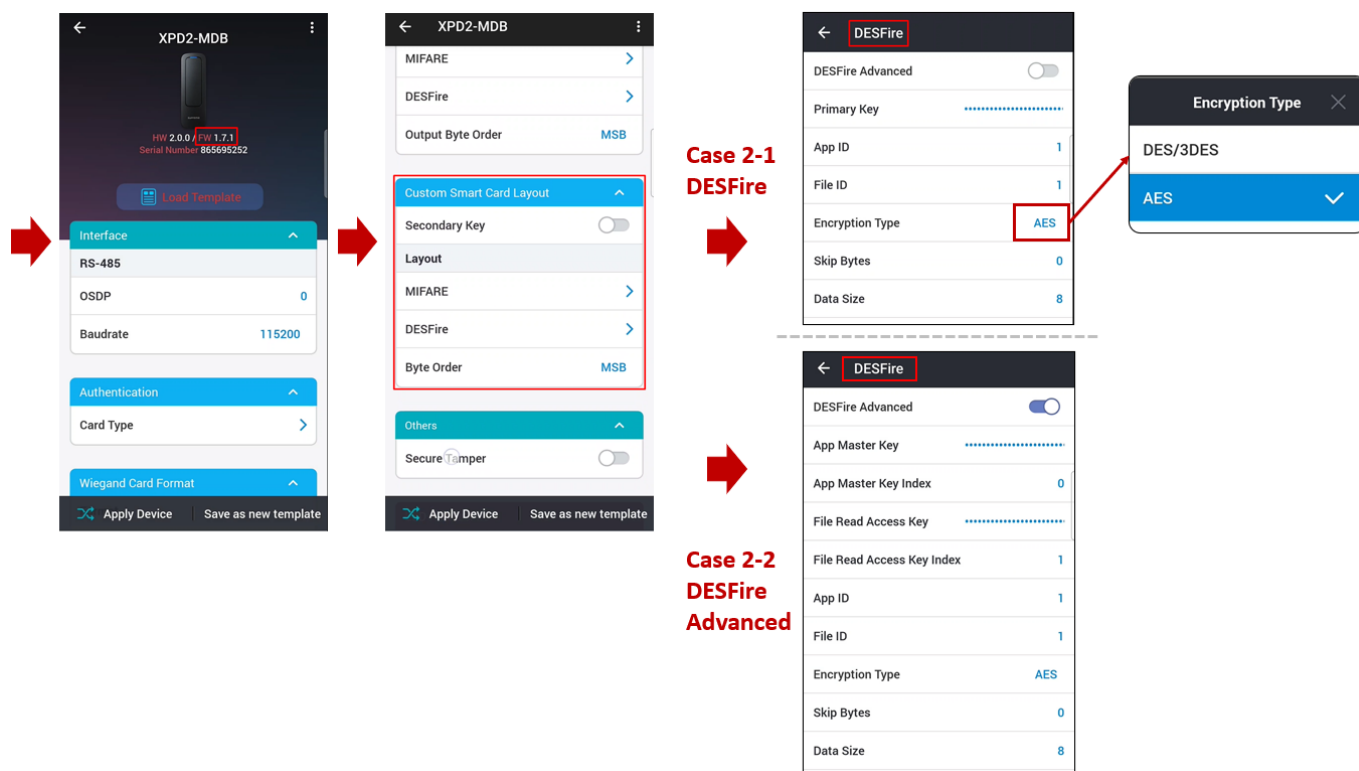 XPD2-MDB
HW 2.0.0 / FW 1.7.1
Serial Number 865695252
Load Template
Interface
RS-485
OSDP 0
Baudrate 115200
Authentication
Card Type
Wiegand Card Format
Apply Device Save as new template
XPD2-MDB
MIFARE
DESFire
Output Byte Order MSB
Custom Smart Card Layout
Secondary Key
Layout
MIFARE
DESFire
Byte Order MSB
Others
Secure Tamper
Apply Device Save as new template
Case 2-1
DESFire
DESFire
DESFire Advanced
Primary Key
App ID 1
File ID 1
Encryption Type AES
Skip Bytes 0
Data Size 8
Encryption Type
DES/3DES
AES
Case 2-2
DESFire
Advanced
DESFire
DESFire Advanced
App Master Key
App Master Key Index 0
File Read Access Key
File Read Access Key Index 1
App ID 1
File ID 1
Encryption Type AES
Skip Bytes 0
Data Size 8